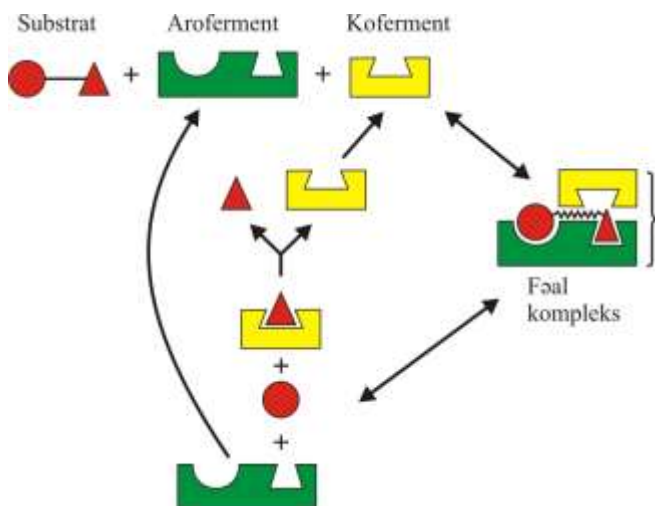 Substrat Aroferment Koferment
+ +
Fəal
kompleks
+
+